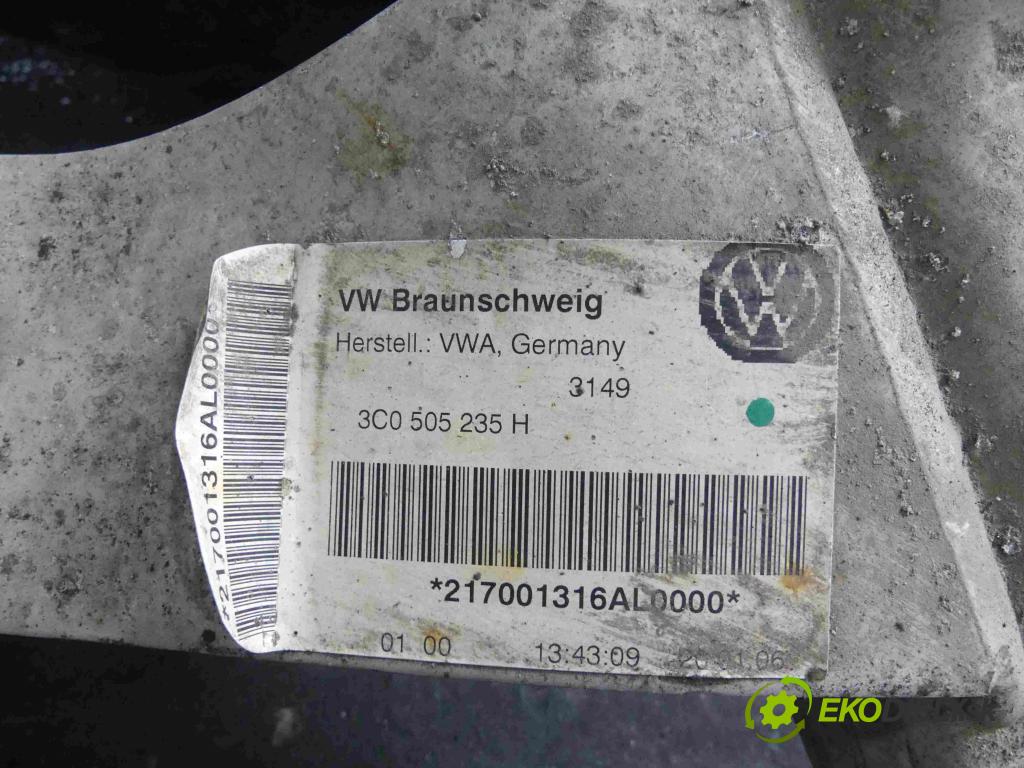 VW Braunschweig
Herstell.: VWA, Germany
3149
3C0 505 235 H
*217001316AL0000*
01 00 13:43:09
*217001316AL0000
EKO